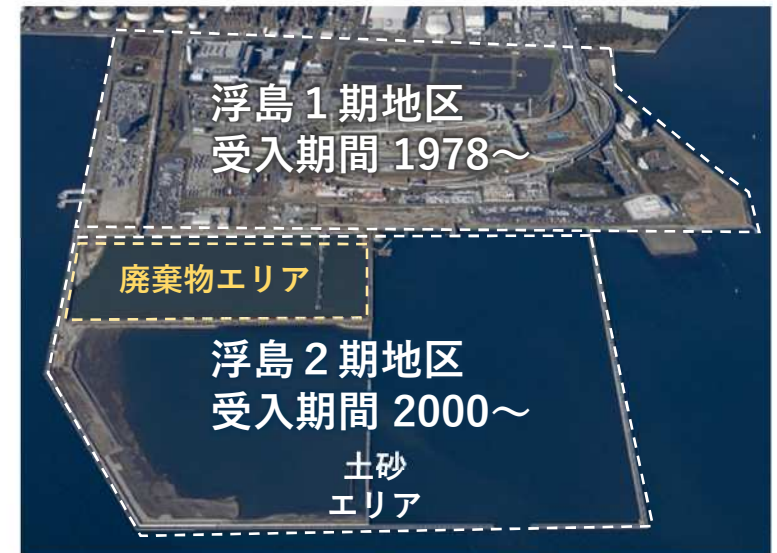 浮島１期地区
受入期間 1978～
廃棄物エリア
浮島２期地区
受入期間 2000～
土砂
エリア